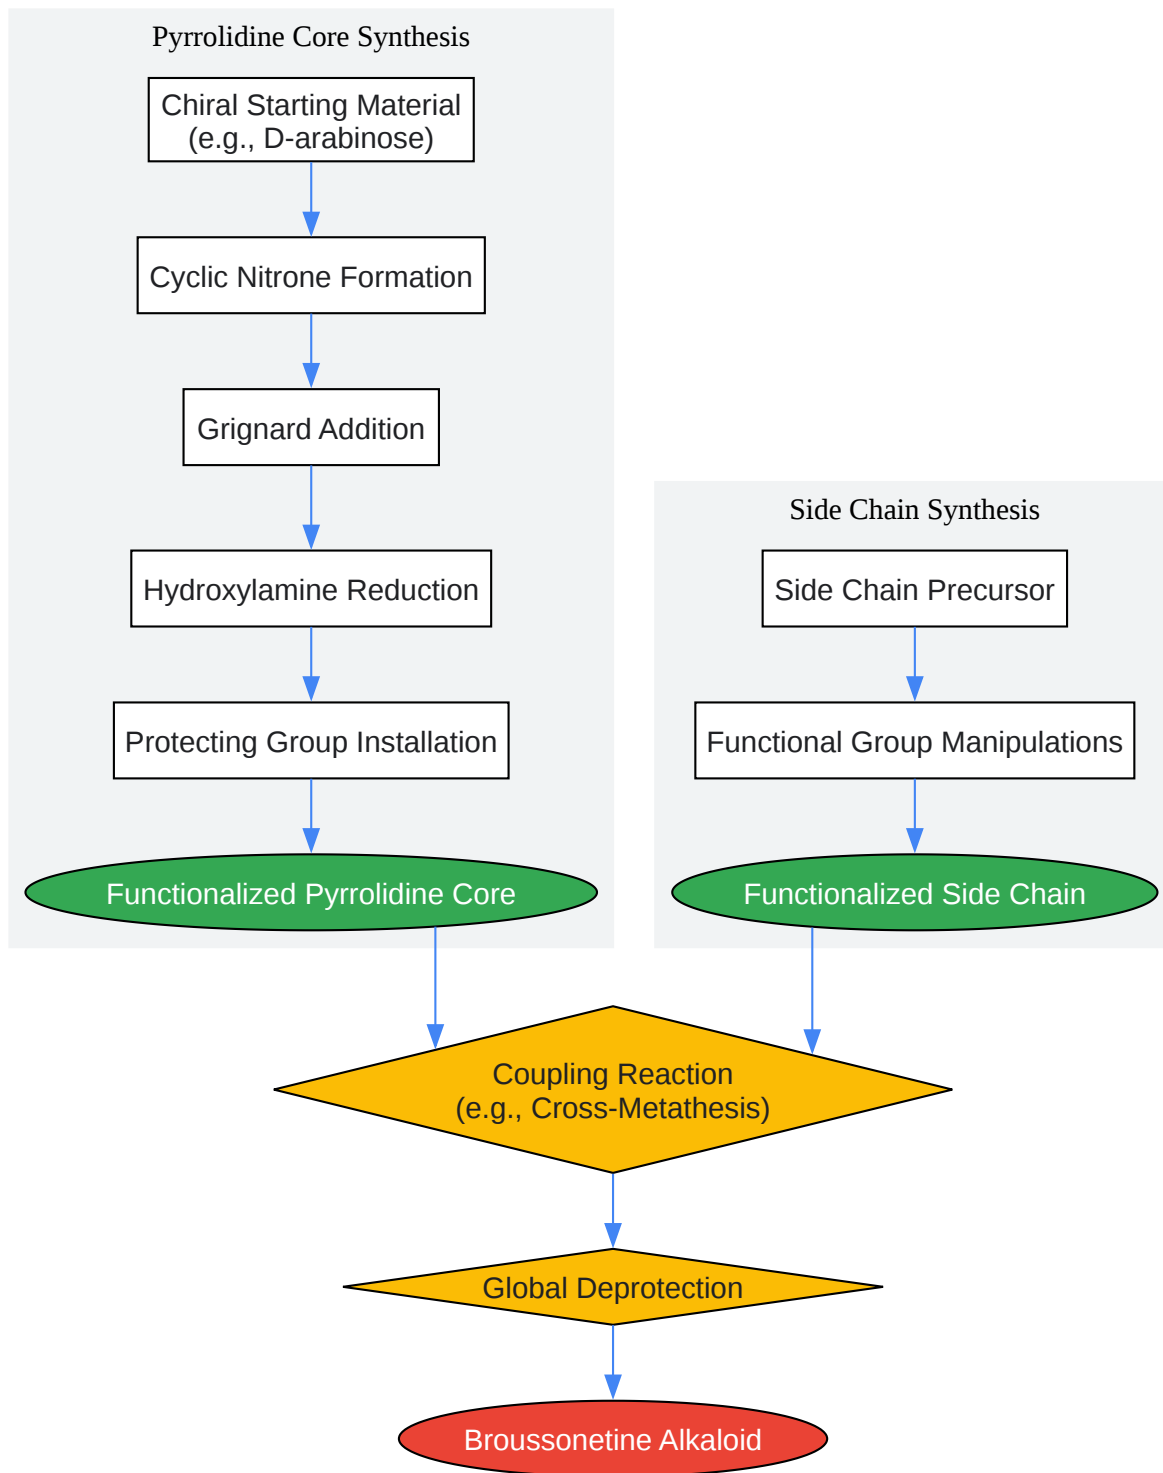 Pyrrolidine Core Synthesis
Chiral Starting Material
(e.g., D-arabinose)
Cyclic Nitrone Formation
Grignard Addition
Hydroxylamine Reduction
Protecting Group Installation
Functionalized Pyrrolidine Core
Side Chain Synthesis
Side Chain Precursor
Functional Group Manipulations
Functionalized Side Chain
Coupling Reaction
(e.g., Cross-Metathesis)
Global Deprotection
Broussonetine Alkaloid